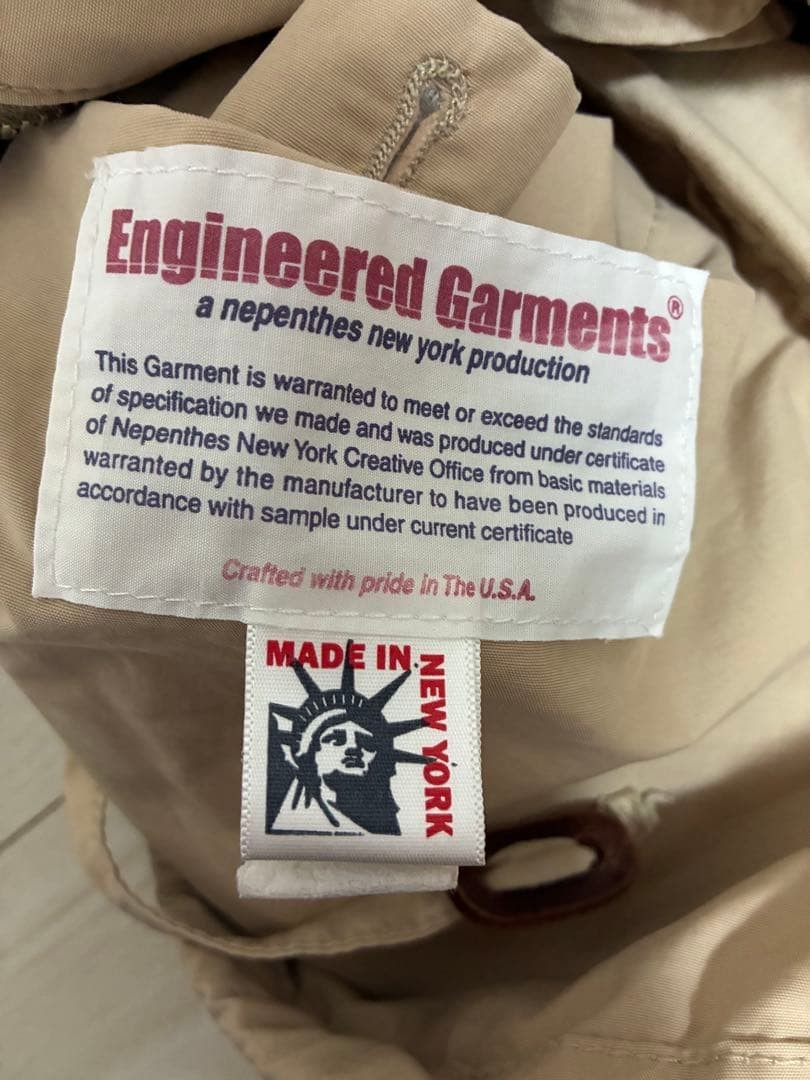 Engineered Garments®
a nepenthes new york production
This Garment is warranted to meet or exceed the standards
of specification we made and was produced under certificate
of Nepenthes New York Creative Office from basic materials
warranted by the manufacturer to have been produced in
accordance with sample under current certificate
Crafted with pride in The U.S.A.
MADE IN
NEW YORK